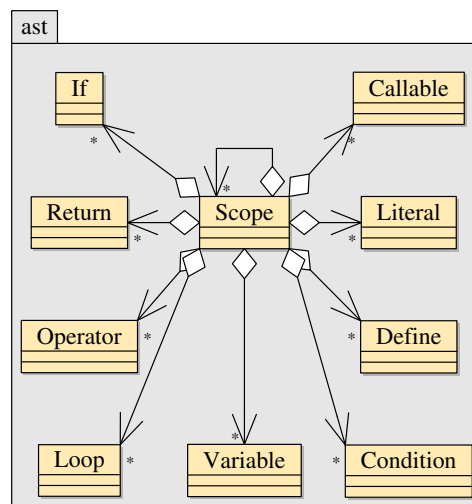 ast
If
Callable
*
*
*
Return
Scope
Literal
*
*
Operator
Define
*
*
Loop
Variable
Condition
*
*
*